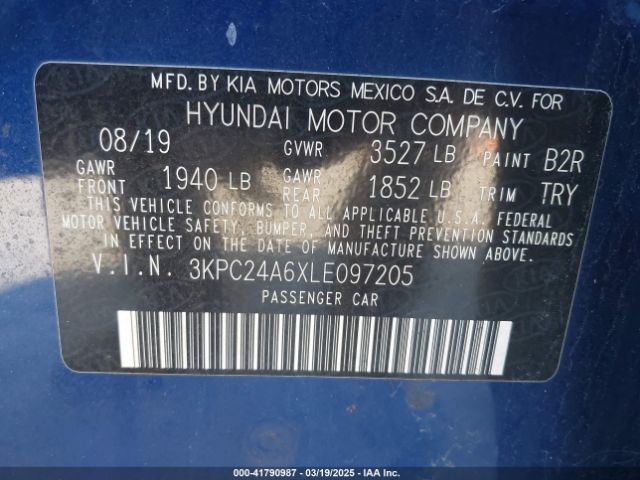 MFD. BY KIA MOTORS MEXICO S.A. DE C.V. FOR
HYUNDAI MOTOR COMPANY
08/19 GVWR 3527 LB PAINT B2R
GAWR FRONT 1940 LB GAWR REAR 1852 LB TRIM TRY
THIS VEHICLE CONFORMS TO ALL APPLICABLE U.S.A. FEDERAL
MOTOR VEHICLE SAFETY, BUMPER, AND THEFT PREVENTION STANDARDS
IN EFFECT ON THE DATE OF MANUFACTURE SHOWN ABOVE.
V.I.N. 3KPC24A6XLE097205
PASSENGER CAR
000-41790987 - 03/19/2025 - IAA Inc.